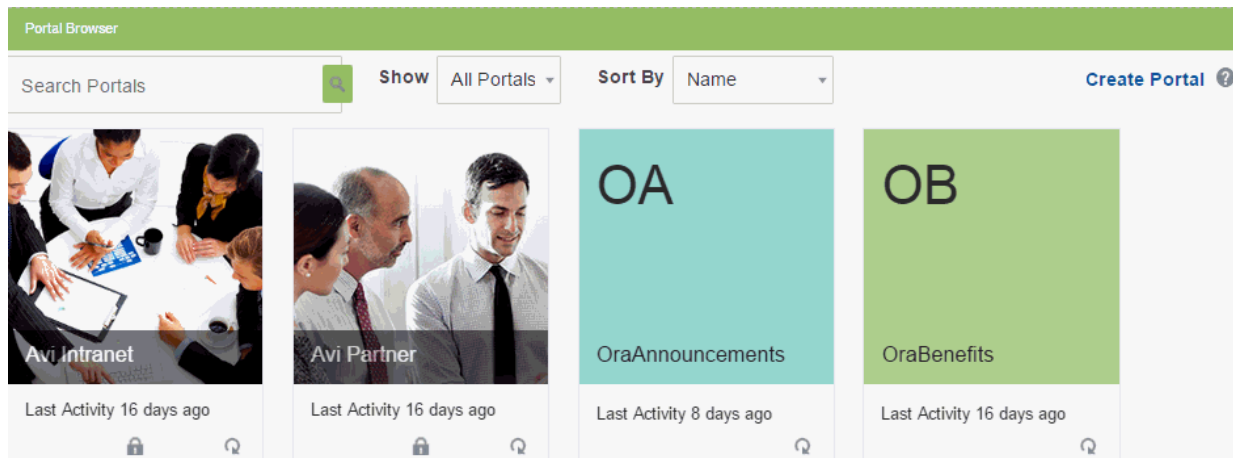 Portal Browser
Search Portals
Show All Portals Sort By Name Create Portal ?
OA OB
Avi Intranet Avi Partner OraAnnouncements OraBenefits
Last Activity 16 days ago Last Activity 16 days ago Last Activity 8 days ago Last Activity 16 days ago